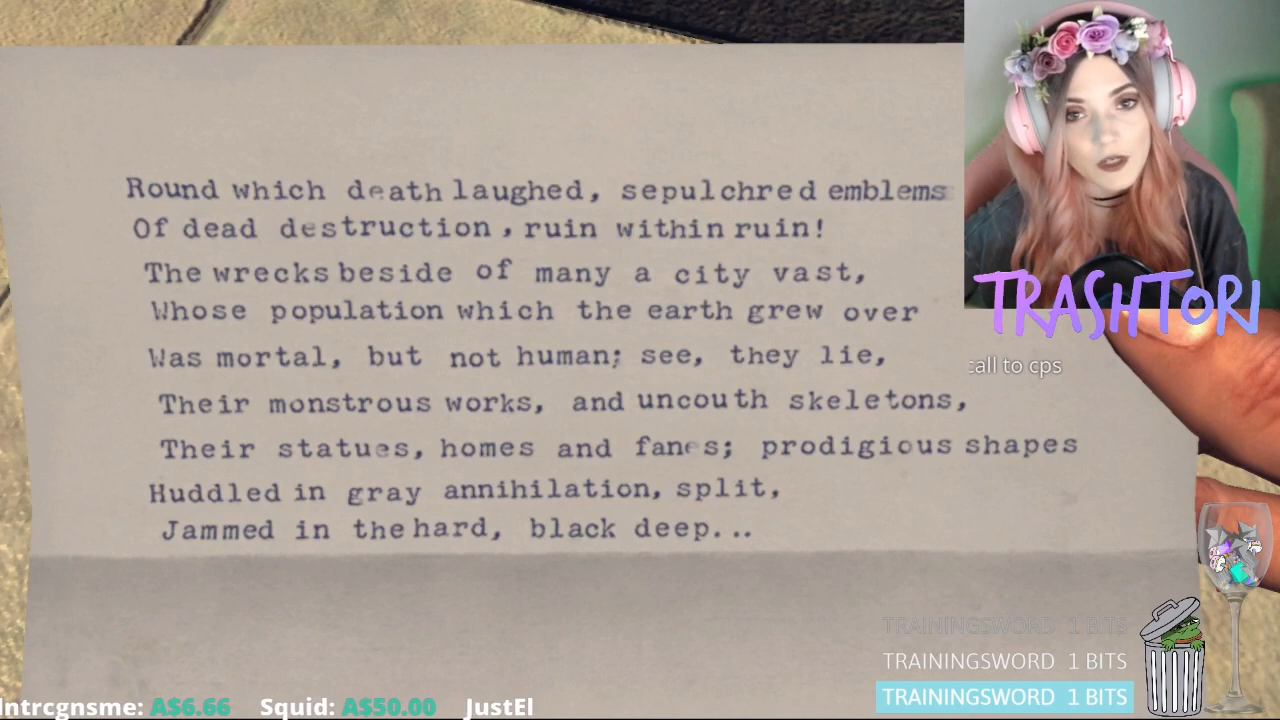 Round which death laughed, sepulchred emblems
Of dead destruction, ruin within ruin!
The wrecks beside of many a city vast,
Whose population which the earth grew over
Was mortal, but not human; see, they lie,
Their monstrous works, and uncouth skeletons,
Their statues, homes and fanes; prodigious shapes
Huddled in gray annihilation, split,
Jammed in the hard, black deep...
TRASHTORI
call to cps
TRAININGSWORD 1 BITS
TRAININGSWORD 1 BITS
TRAININGSWORD 1 BITS
Intrcgnsme: A$6.66 Squid: A$50.00 JustEl